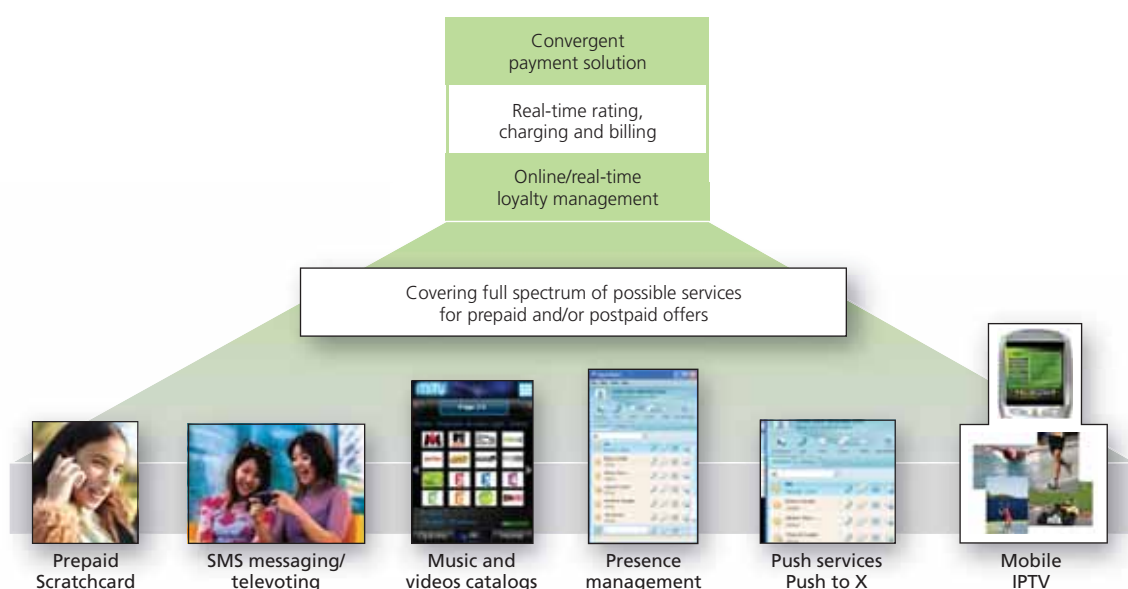 Convergent
payment solution
Real-time rating,
charging and billing
Online/real-time
loyalty management
Covering full spectrum of possible services
for prepaid and/or postpaid offers
Prepaid
Scratchcard
SMS messaging/
televoting
Music and
videos catalogs
Presence
management
Push services
Push to X
Mobile
IPTV